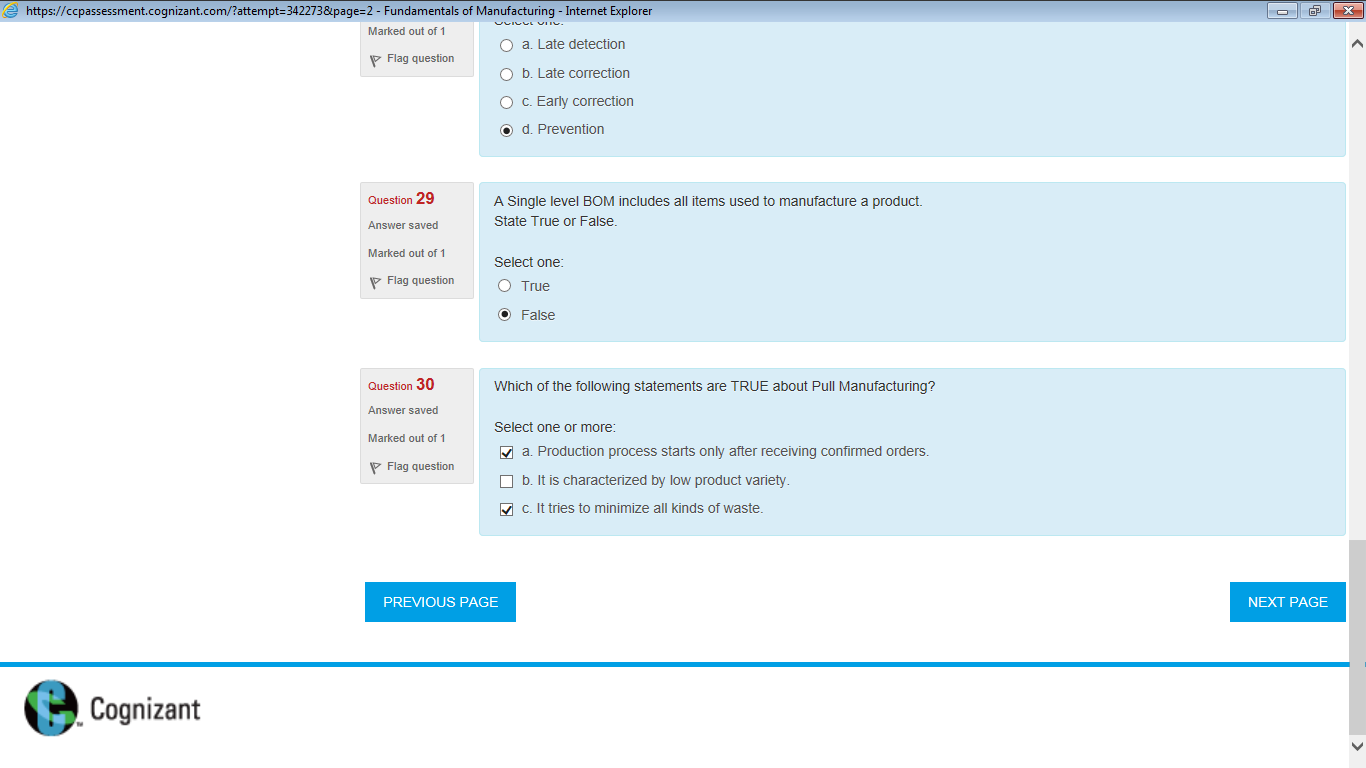 https://ccpassessment.cognizant.com/?attempt=342273&page=2 - Fundamentals of Manufacturing - Internet Explorer
Select one:
Marked out of 1
Flag question
a. Late detection
b. Late correction
c. Early correction
d. Prevention
Question 29
Answer saved
Marked out of 1
Flag question
A Single level BOM includes all items used to manufacture a product.
State True or False.
Select one:
True
False
Question 30
Answer saved
Marked out of 1
Flag question
Which of the following statements are TRUE about Pull Manufacturing?
Select one or more:
a. Production process starts only after receiving confirmed orders.
b. It is characterized by low product variety.
c. It tries to minimize all kinds of waste.
PREVIOUS PAGE
NEXT PAGE
Cognizant